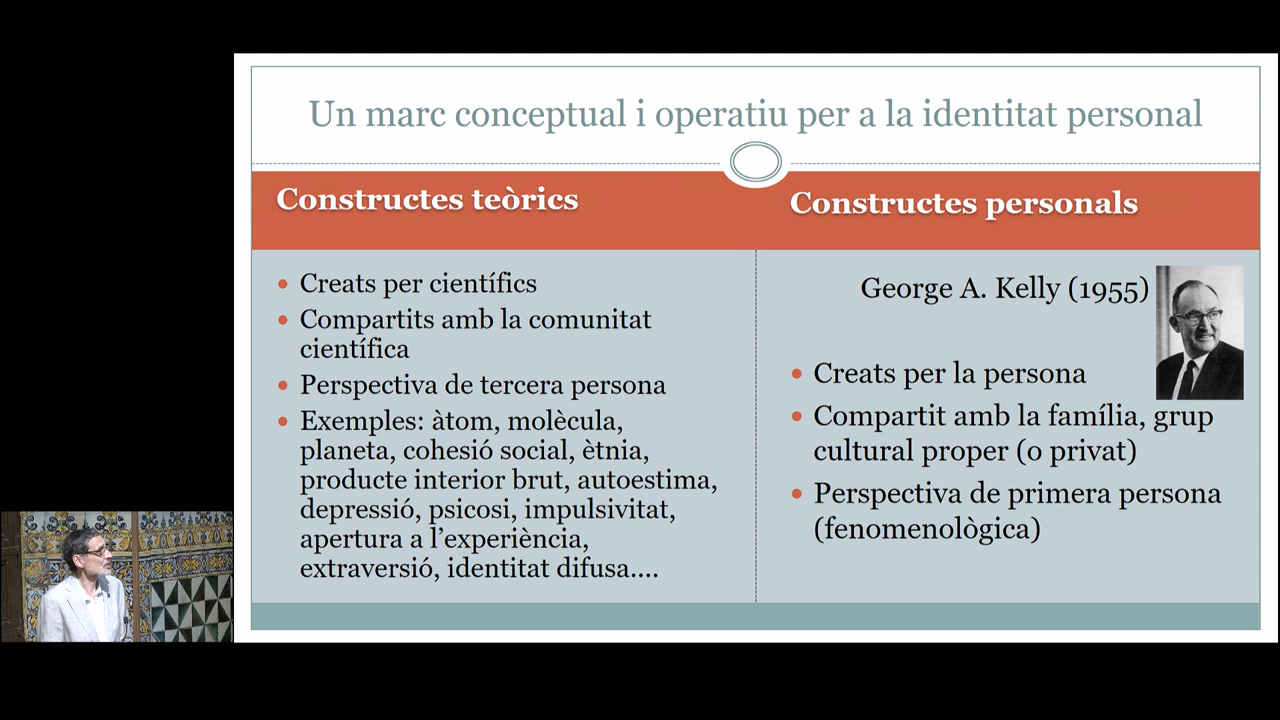 Un marc conceptual i operatiu per a la identitat personal
Constructes teòrics
Creats per científics
Compartits amb la comunitat
científica
Perspectiva de tercera persona
Exemples: àtom, molècula,
planeta, cohesió social, ètnia,
producte interior brut, autoestima,
depressió, psicosi, impulsivitat,
apertura a l’experiència,
extraversió, identitat difusa....
Constructes personals
George A. Kelly (1955)
Creats per la persona
Compartit amb la família, grup
cultural proper (o privat)
Perspectiva de primera persona
(fenomenològica)